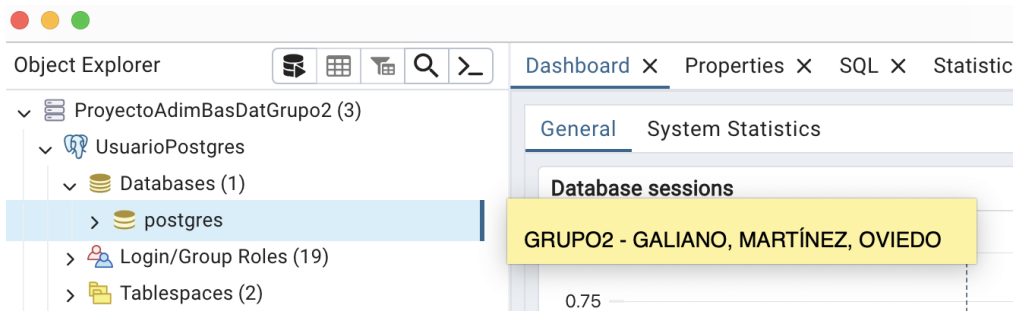 Object Explorer
Dashboard Properties SQL Statistic
ProyectoAdimBasDatGrupo2 (3)
UsuarioPostgres
Databases (1)
postgres
Login/Group Roles (19)
Tablespaces (2)
General System Statistics
Database sessions
GRUPO2 - GALIANO, MARTÍNEZ, OVIEDO
0.75